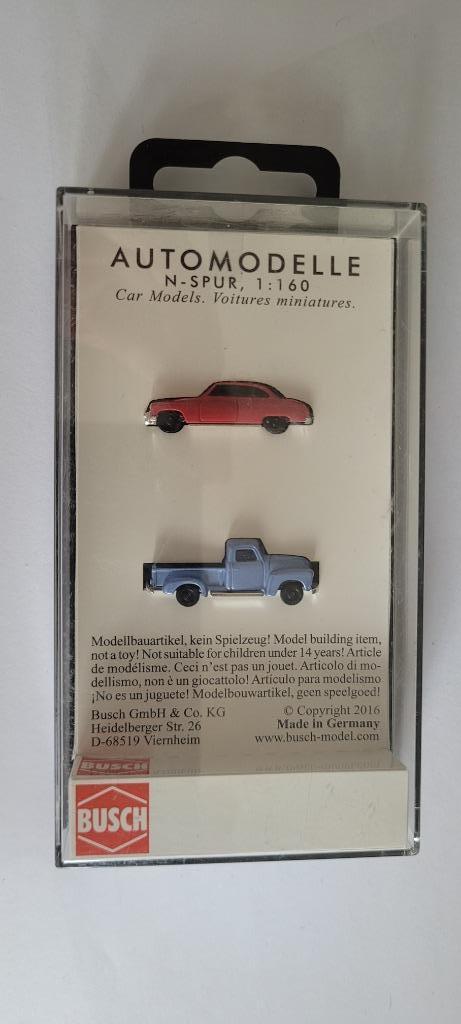 AUTOMODELLE
N-SPUR, 1:160
Car Models. Voitures miniatures.
Modellbauartikel, kein Spielzeug! Model building item,
not a toy! Not suitable for children under 14 years! Article
de modélisme. Ceci n'est pas un jouet. Articolo di mo-
dellismo, non è un giocattolo! Artículo para modelismo
¡No es un juguete! Modelbouwartikel, geen speelgoed!
Busch GmbH & Co. KG
Heidelberger Str. 26
D-68519 Viernheim
© Copyright 2016
Made in Germany
www.busch-model.com
BUSCH